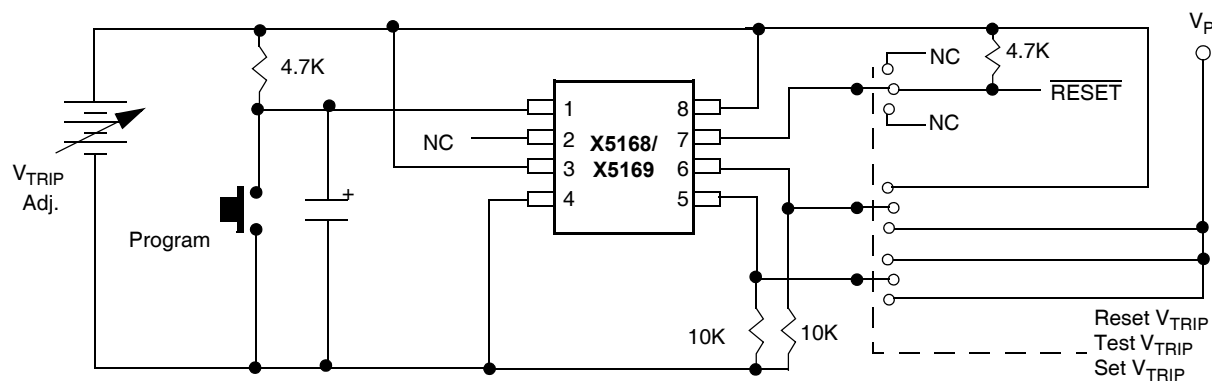 V_P
4.7K
NC
4.7K
RESET
NC
V_TRIP
Adj.
Program
+
NC
1
2
3
4
X5168/
X5169
8
7
6
5
10K
10K
Reset V_TRIP
Test V_TRIP
Set V_TRIP